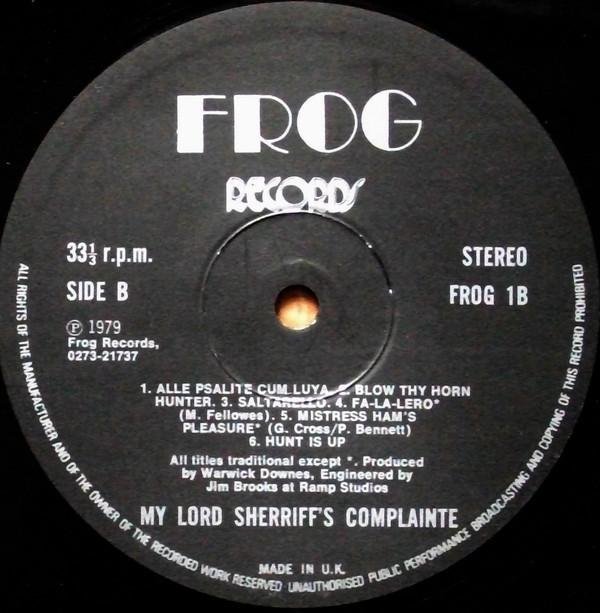 FROG
RECORDS
33⅓ r.p.m.
STEREO
SIDE B
FROG 1B
Ⓟ 1979
Frog Records,
0273-21737
1. ALLE PSALITE CUM LUYA. 2. BLOW THY HORN
HUNTER. 3. SALTARELLO. 4. FA-LA-LERO*
(M. Fellowes). 5. MISTRESS HAM'S
PLEASURE* (G. Cross/P. Bennett)
6. HUNT IS UP
All titles traditional except *. Produced
by Warwick Downes, Engineered by
Jim Brooks at Ramp Studios
MY LORD SHERRIFF'S COMPLAINTE
MADE IN U.K.
ALL RIGHTS OF THE MANUFACTURER AND OF THE OWNER OF THE RECORDED WORK RESERVED UNAUTHORISED PUBLIC PERFORMANCE BROADCASTING AND COPYING OF THIS RECORD PROHIBITED